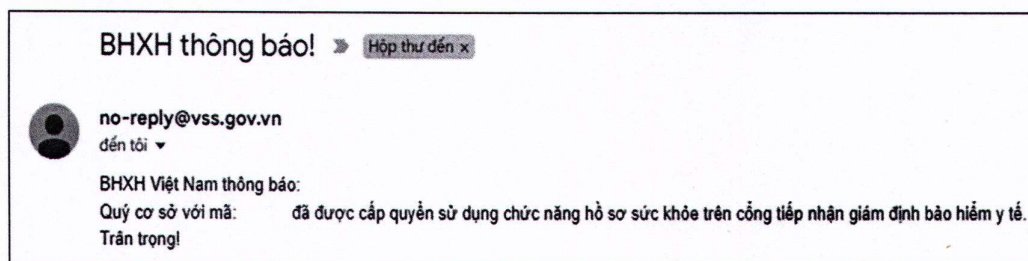 BHXH thông báo!
Hộp thư đến x
no-reply@vss.gov.vn
đến tôi
BHXH Việt Nam thông báo:
Quý cơ sở với mã: đã được cấp quyền sử dụng chức năng hồ sơ sức khỏe trên cổng tiếp nhận giám định bảo hiểm y tế.
Trân trọng!